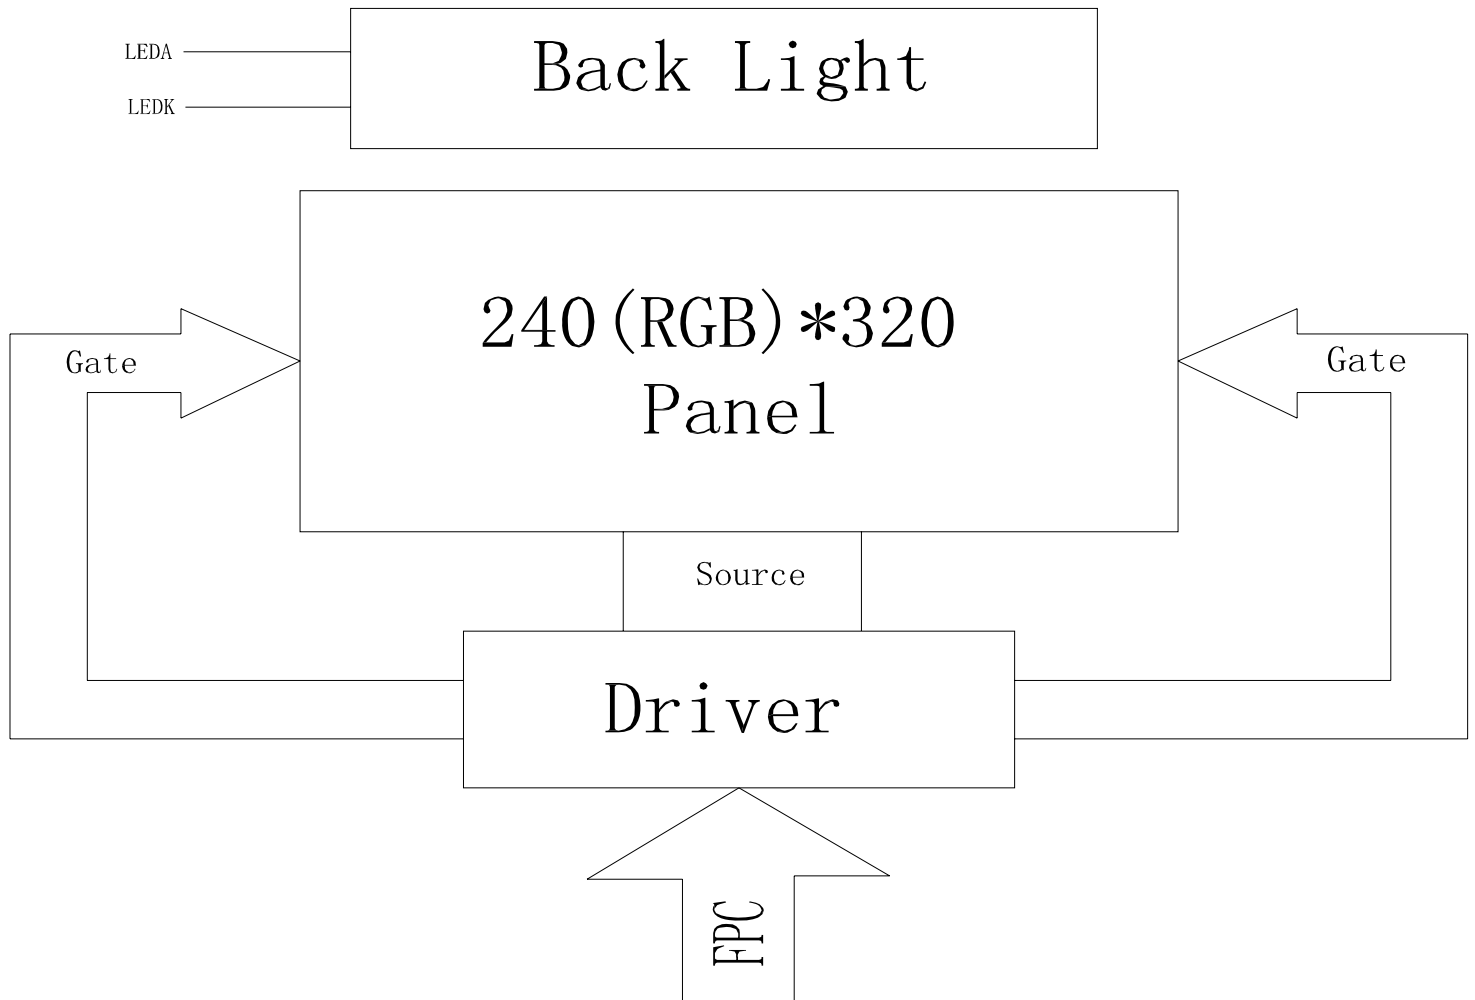 LEDA
Back Light
LEDK
240(RGB)*320
Panel
Gate
Gate
Source
Driver
FPC